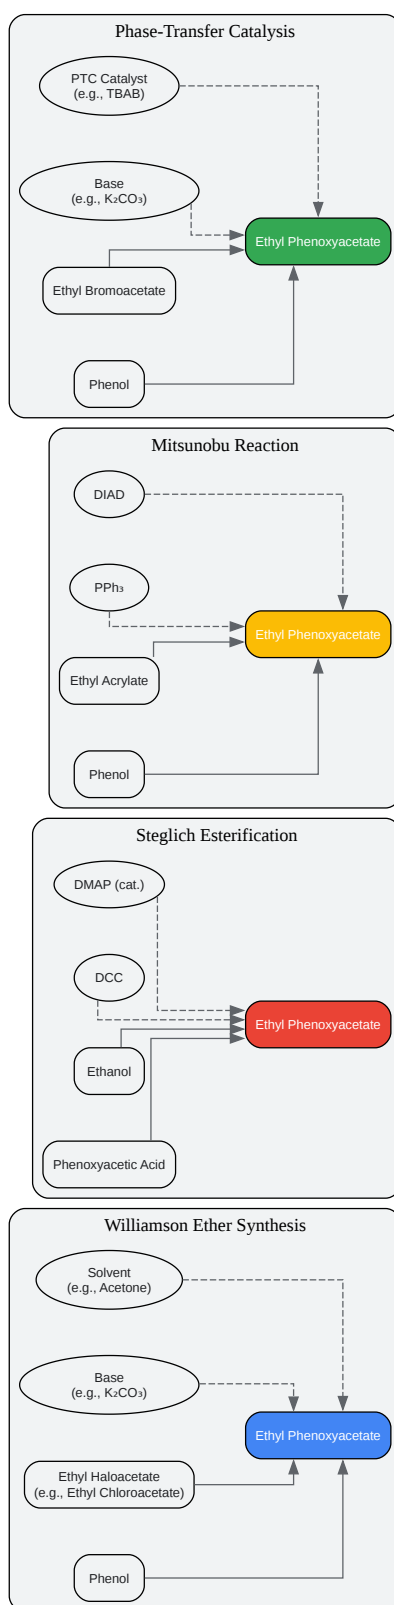 Phase-Transfer Catalysis
PTC Catalyst
(e.g., TBAB)
Base
(e.g., K₂CO₃)
Ethyl Phenoxyacetate
Ethyl Bromoacetate
Phenol
Mitsunobu Reaction
DIAD
PPh₃
Ethyl Phenoxyacetate
Ethyl Acrylate
Phenol
Steglich Esterification
DMAP (cat.)
DCC
Ethyl Phenoxyacetate
Ethanol
Phenoxyacetic Acid
Williamson Ether Synthesis
Solvent
(e.g., Acetone)
Base
(e.g., K₂CO₃)
Ethyl Phenoxyacetate
Ethyl Haloacetate
(e.g., Ethyl Chloroacetate)
Phenol